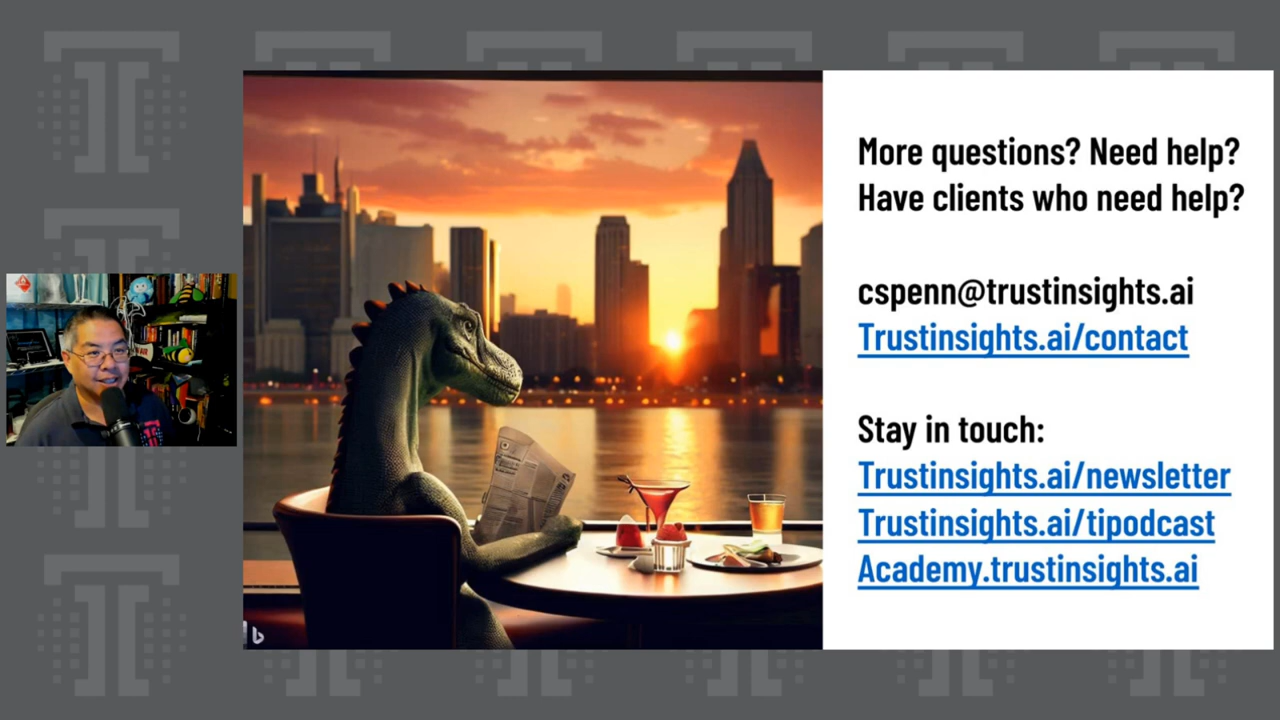 More questions? Need help?
Have clients who need help?
cspenn@trustinsights.ai
Trustinsights.ai/contact
Stay in touch:
Trustinsights.ai/newsletter
Trustinsights.ai/tipodcast
Academy.trustinsights.ai